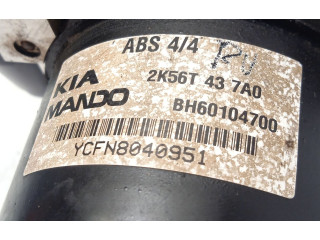 ABS 4/4
KIA 2K56T 43 7A0
MANDO BH60104700
YCFN8040951